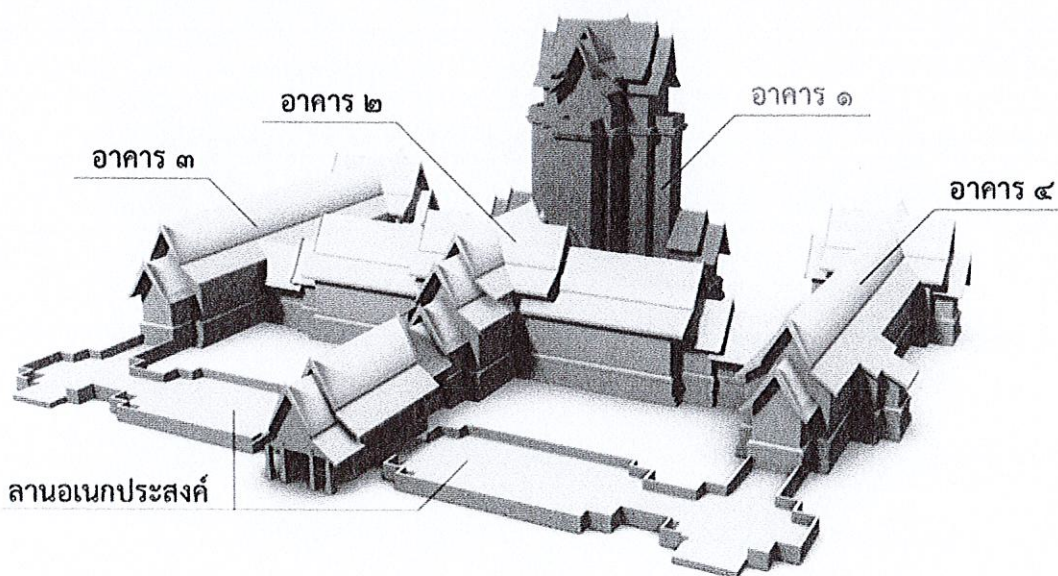 อาคาร ๑
อาคาร ๒
อาคาร ๓
อาคาร ๔
ลานอเนกประสงค์